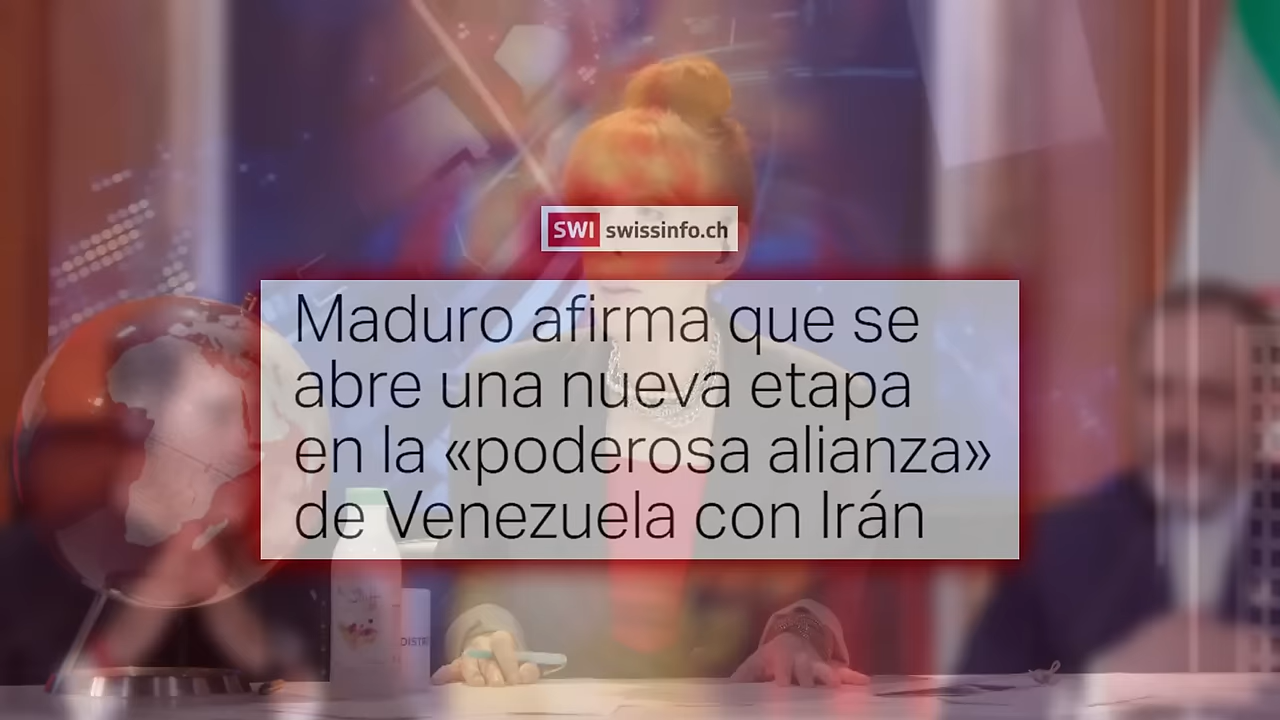 SWI swissinfo.ch
Maduro afirma que se
abre una nueva etapa
en la «poderosa alianza»
de Venezuela con Irán